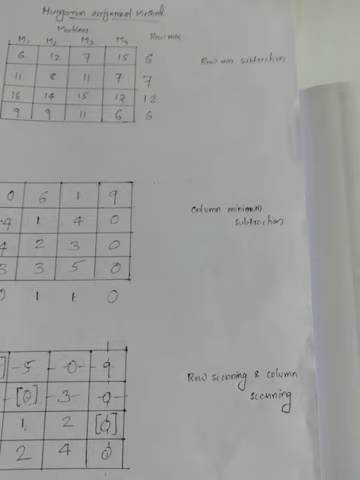 Hungarian assignment Method
Machines
M1 M2 M3 M4 Row min
6 12 7 15 6
Row min subtraction
11 8 11 7 7
16 14 15 12 12
9 9 11 6 6
0 6 1 9
column minimum
subtraction
4 1 4 0
4 2 3 0
3 3 5 0
0 1 1 0
] 5 0 9
Row scanning & column
scanning
[0] 3 0
1 2 [0]
2 4 0